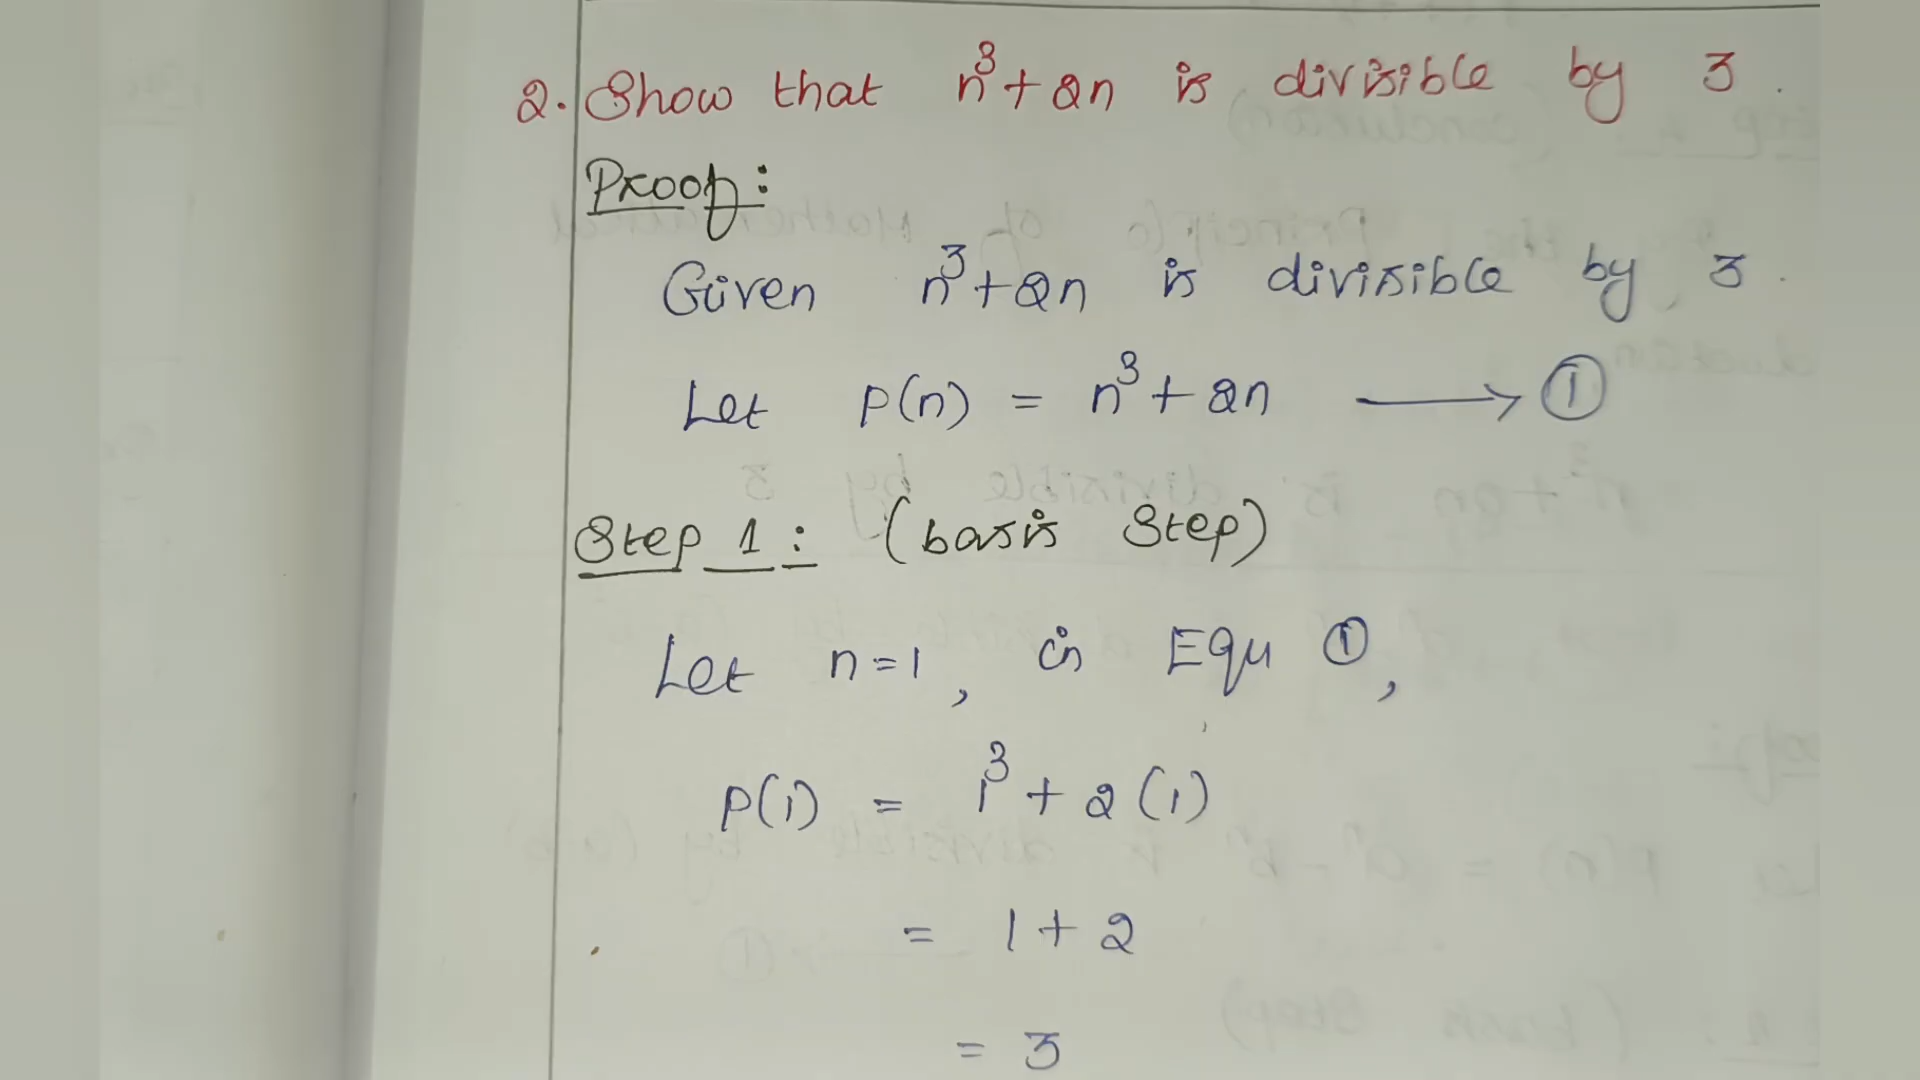 2. Show that n³+2n is divisible by 3.
Proof:
Given n³+2n is divisible by 3.
Let P(n) = n³+2n ⟶ ①
Step 1: (basis Step)
Let n=1, in Equ ①,
P(1) = 1³+2(1)
= 1+2
= 3